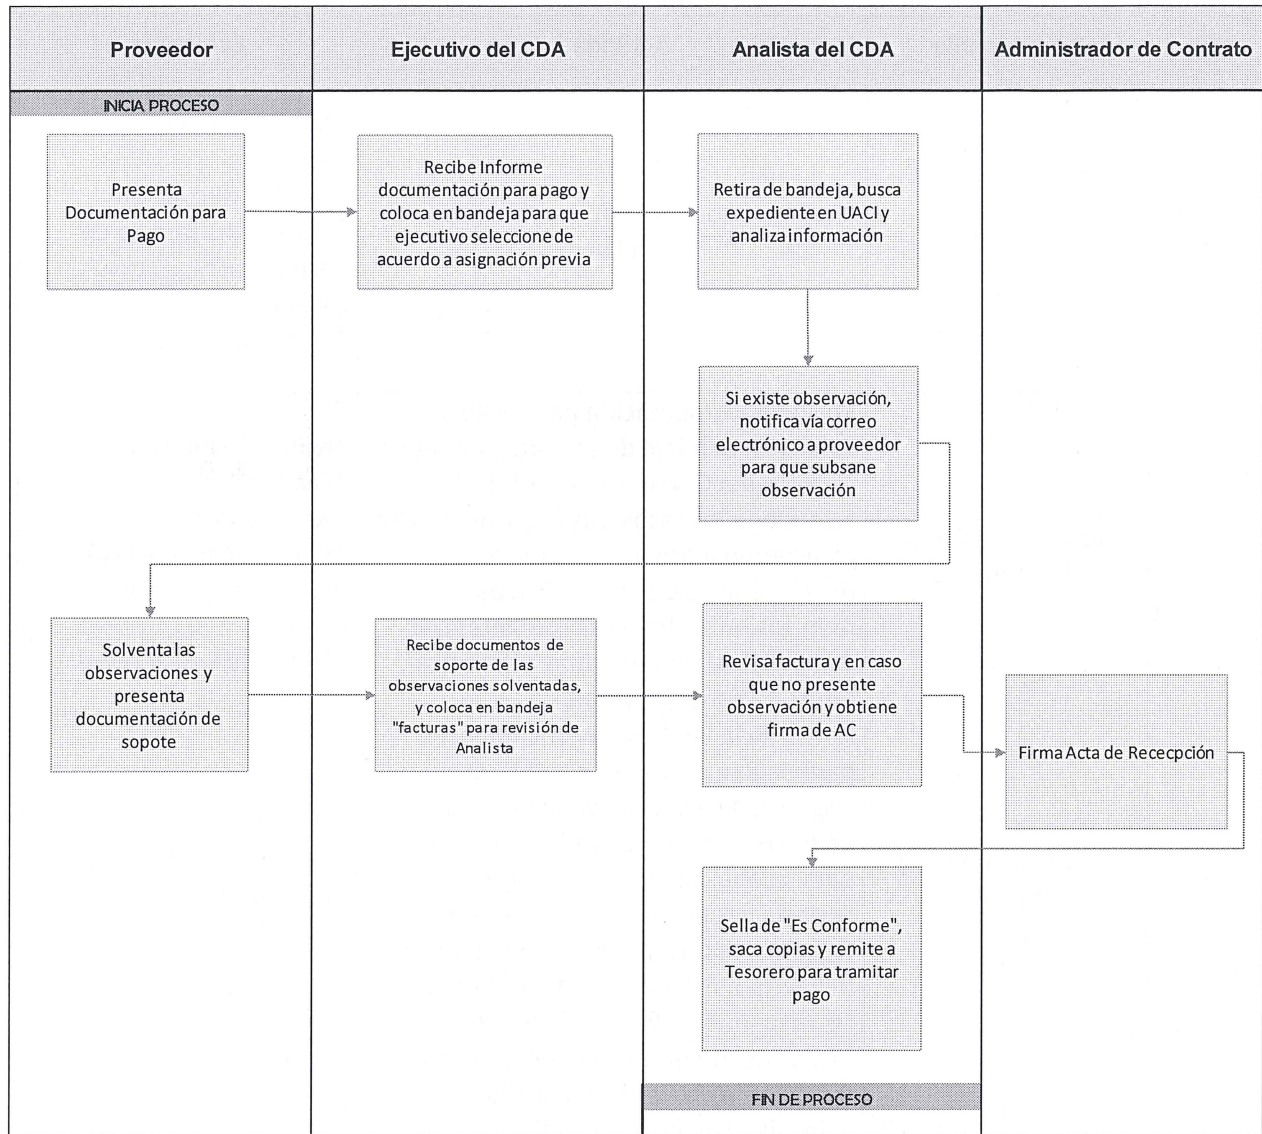 Proveedor
Ejecutivo del CDA
Analista del CDA
Administrador de Contrato
INICIA PROCESO
Presenta
Documentación para
Pago
Recibe Informe
documentación para pago y
coloca en bandeja para que
ejecutivo seleccione de
acuerdo a asignación previa
Retira de bandeja, busca
expediente en UACI y
analiza información
Si existe observación,
notifica vía correo
electrónico a proveedor
para que subsane
observación
Solventa las
observaciones y
presenta
documentación de
sopote
Recibe documentos de
soporte de las
observaciones solventadas,
y coloca en bandeja
"facturas" para revisión de
Analista
Revisa factura y en caso
que no presente
observación y obtiene
firma de AC
Firma Acta de Rececpción
Sella de "Es Conforme",
saca copias y remite a
Tesorero para tramitar
pago
FIN DE PROCESO